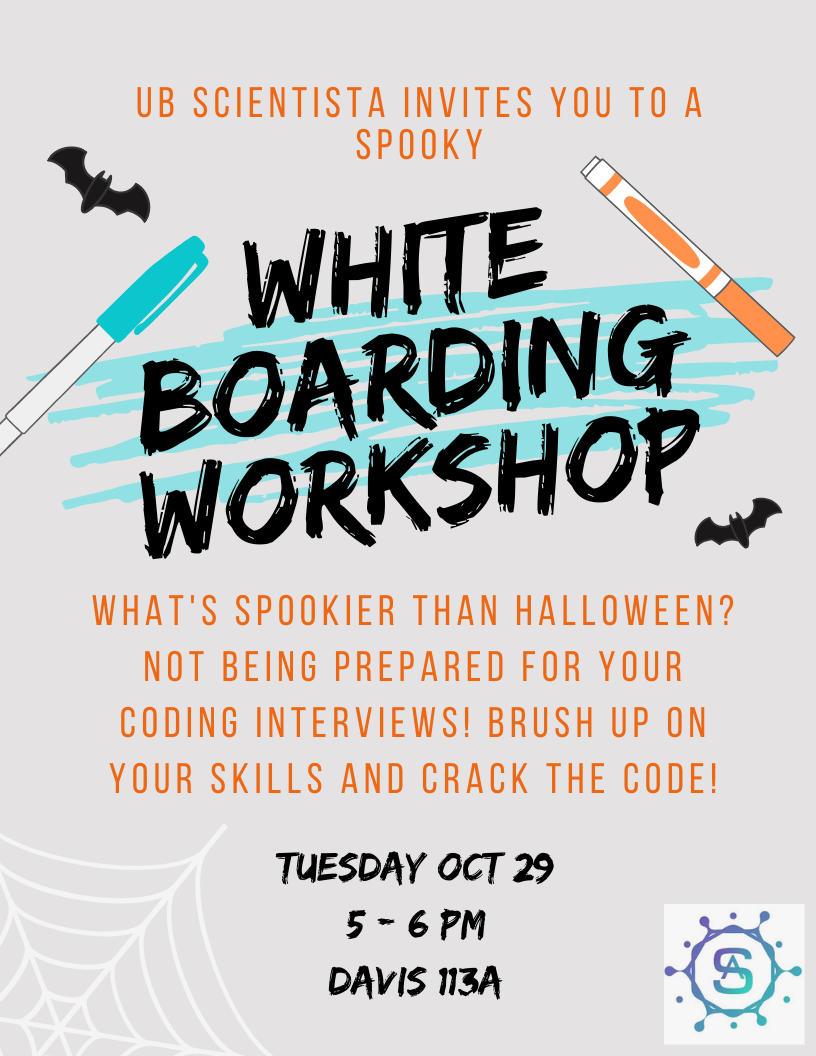 UB SCIENTISTA INVITES YOU TO A
SPOOKY
WHITE
BOARDING
WORKSHOP
WHAT'S SPOOKIER THAN HALLOWEEN?
NOT BEING PREPARED FOR YOUR
CODING INTERVIEWS! BRUSH UP ON
YOUR SKILLS AND CRACK THE CODE!
TUESDAY OCT 29
5 - 6 PM
DAVIS 113A
SA